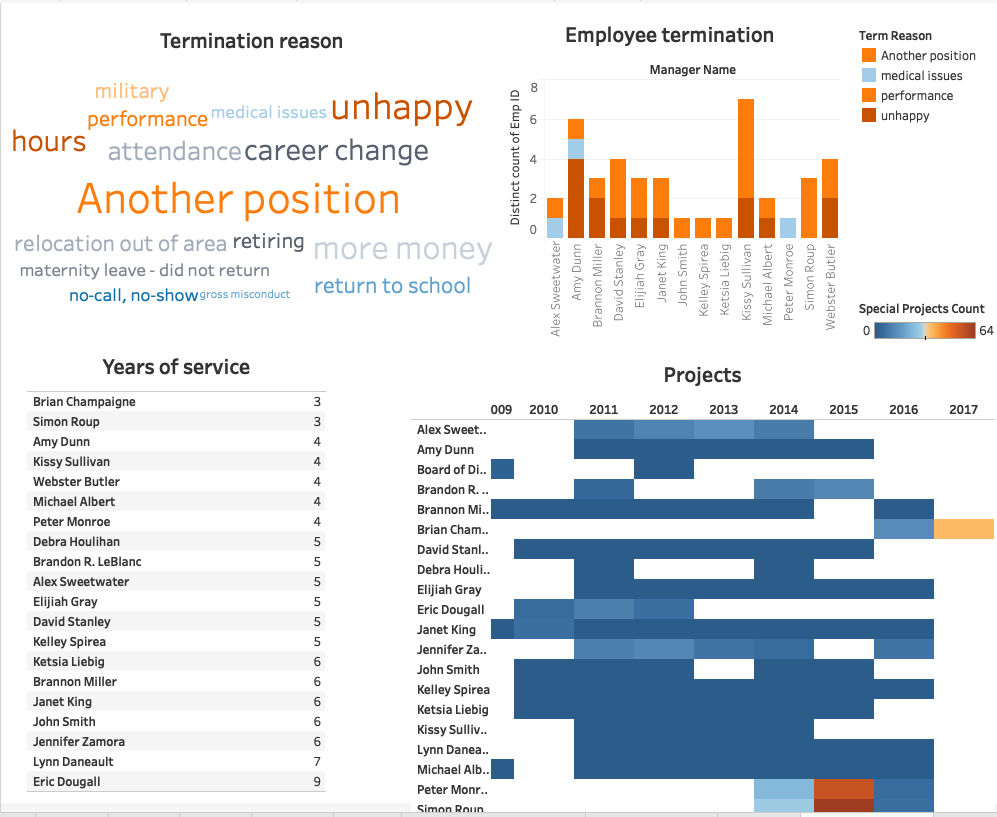 Termination reason
military
performance medical issues unhappy
hours
attendance career change
Another position
relocation out of area retiring more money
maternity leave - did not return
no-call, no-show gross misconduct return to school
Employee termination
Manager Name
Distinct count of Emp ID
8
6
4
2
0
Alex Sweetwater
Amy Dunn
Brannon Miller
David Stanley
Elijiah Gray
Janet King
John Smith
Kelley Spirea
Ketsia Liebig
Kissy Sullivan
Michael Albert
Peter Monroe
Simon Roup
Webster Butler
Term Reason
Another position
medical issues
performance
unhappy
Special Projects Count
0 64
Years of service
Brian Champaigne 3
Simon Roup 3
Amy Dunn 4
Kissy Sullivan 4
Webster Butler 4
Michael Albert 4
Peter Monroe 4
Debra Houlihan 5
Brandon R. LeBlanc 5
Alex Sweetwater 5
Elijiah Gray 5
David Stanley 5
Kelley Spirea 5
Ketsia Liebig 6
Brannon Miller 6
Janet King 6
John Smith 6
Jennifer Zamora 6
Lynn Daneault 7
Eric Dougall 9
Projects
009 2010 2011 2012 2013 2014 2015 2016 2017
Alex Sweet..
Amy Dunn
Board of Di..
Brandon R. ..
Brannon Mi..
Brian Cham..
David Stanl..
Debra Houli..
Elijiah Gray
Eric Dougall
Janet King
Jennifer Za..
John Smith
Kelley Spirea
Ketsia Liebig
Kissy Sulliv..
Lynn Danea..
Michael Alb..
Peter Monr..
Simon Roup